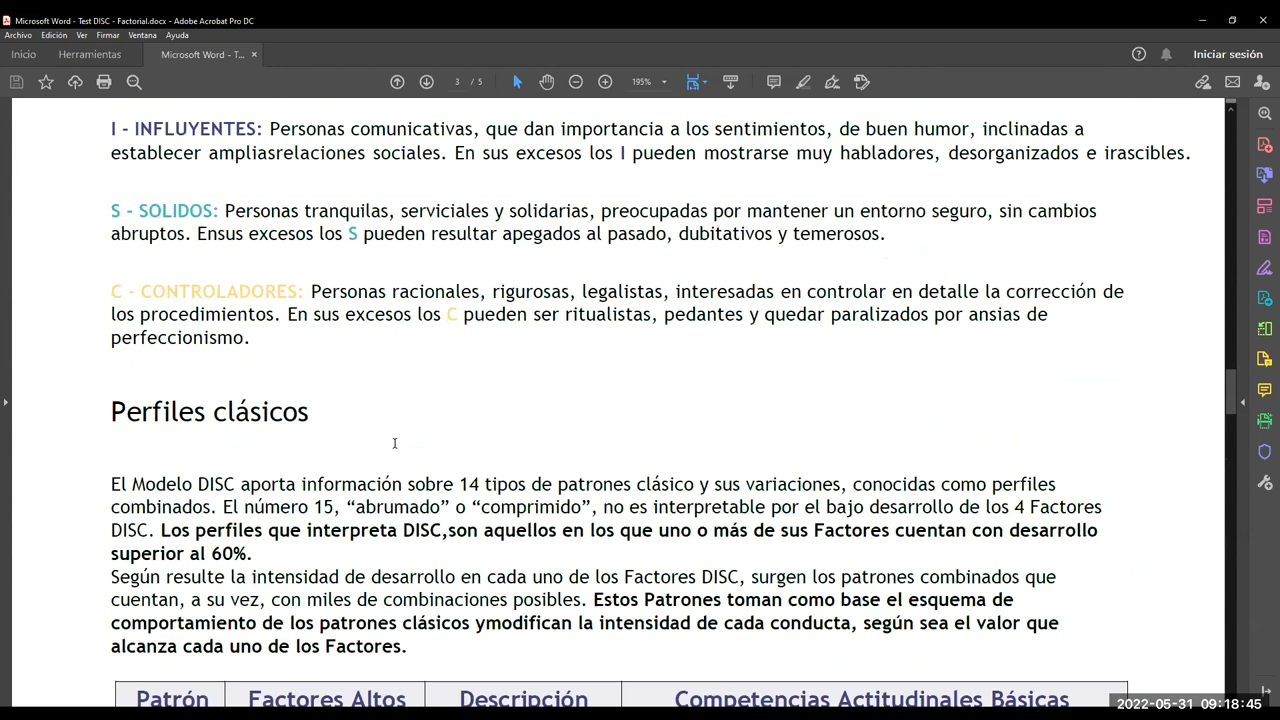 Microsoft Word - Test DISC - Factorial.docx - Adobe Acrobat Pro DC
Archivo Edición Ver Firmar Ventana Ayuda
Inicio Herramientas Microsoft Word - T... × Iniciar sesión
3 / 5 195%
I - INFLUYENTES: Personas comunicativas, que dan importancia a los sentimientos, de buen humor, inclinadas a
establecer ampliasrelaciones sociales. En sus excesos los I pueden mostrarse muy habladores, desorganizados e irascibles.
S - SOLIDOS: Personas tranquilas, serviciales y solidarias, preocupadas por mantener un entorno seguro, sin cambios
abruptos. Ensus excesos los S pueden resultar apegados al pasado, dubitativos y temerosos.
C - CONTROLADORES: Personas racionales, rigurosas, legalistas, interesadas en controlar en detalle la corrección de
los procedimientos. En sus excesos los C pueden ser ritualistas, pedantes y quedar paralizados por ansias de
perfeccionismo.
Perfiles clásicos
El Modelo DISC aporta información sobre 14 tipos de patrones clásico y sus variaciones, conocidas como perfiles
combinados. El número 15, “abrumado” o “comprimido”, no es interpretable por el bajo desarrollo de los 4 Factores
DISC. Los perfiles que interpreta DISC,son aquellos en los que uno o más de sus Factores cuentan con desarrollo
superior al 60%.
Según resulte la intensidad de desarrollo en cada uno de los Factores DISC, surgen los patrones combinados que
cuentan, a su vez, con miles de combinaciones posibles. Estos Patrones toman como base el esquema de
comportamiento de los patrones clásicos ymodifican la intensidad de cada conducta, según sea el valor que
alcanza cada uno de los Factores.
Patrón Factores Altos Descripción Competencias Actitudinales Básicas
2022-05-31 09:18:45